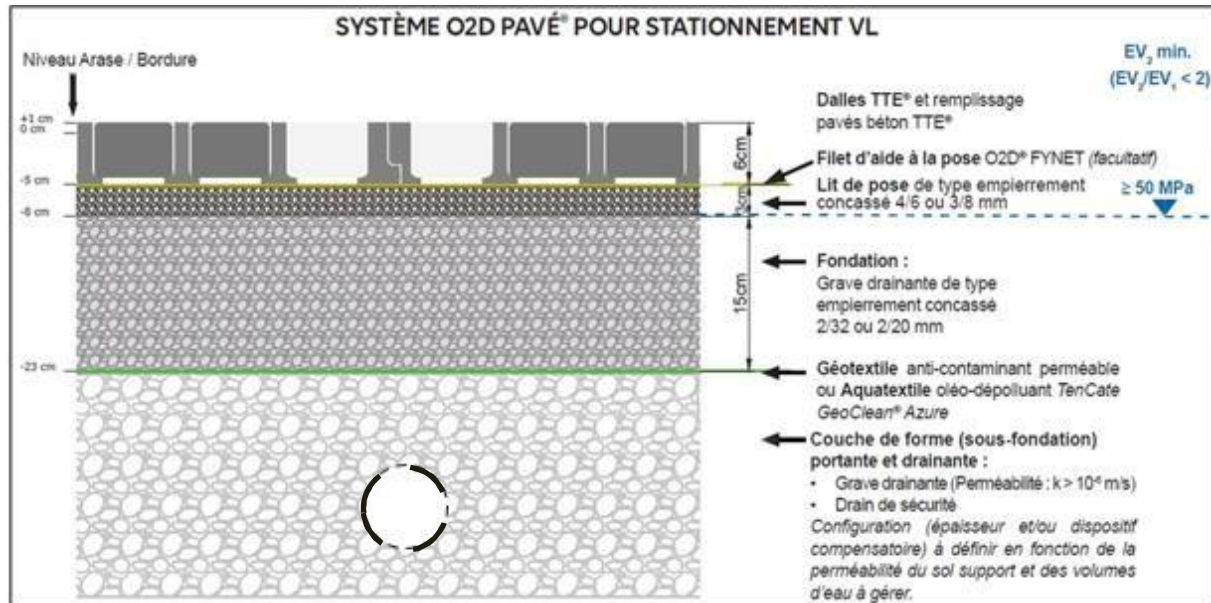 SYSTÈME O2D PAVÉ® POUR STATIONNEMENT VL
Niveau Arase / Bordure
EV₂ min.
(EV₂/EV₁ < 2)
+1 cm
0 cm
-5 cm
-8 cm
-23 cm
6cm
3cm
15cm
Dalles TTE® et remplissage
pavés béton TTE®
Filet d'aide à la pose O2D® FYNET (facultatif)
Lit de pose de type empierrement
concassé 4/6 ou 3/8 mm
≥ 50 MPa
Fondation :
Grave drainante de type
empierrement concassé
2/32 ou 2/20 mm
Géotextile anti-contaminant perméable
ou Aquatextile oléo-dépolluant TenCate
GeoClean® Azure
Couche de forme (sous-fondation)
portante et drainante :
• Grave drainante (Perméabilité : k > 10⁻⁶ m/s)
• Drain de sécurité
Configuration (épaisseur et/ou dispositif
compensatoire) à définir en fonction de la
perméabilité du sol support et des volumes
d'eau à gérer.